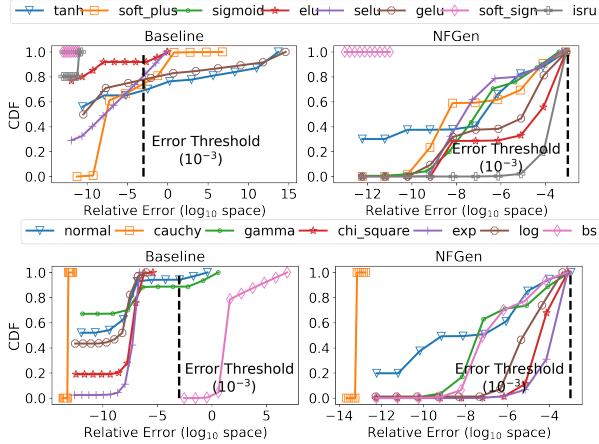 tanh soft_plus sigmoid elu selu gelu soft_sign isru
Baseline NFGen
CDF
1.0
0.8
0.6
0.4
0.2
0.0
Error Threshold
(10⁻³)
−10 −5 0 5 10 15
Relative Error (log₁₀ space)
1.0
0.8
0.6
0.4
0.2
0.0
Error Threshold
(10⁻³)
−12 −10 −8 −6 −4
Relative Error (log₁₀ space)
normal cauchy gamma chi_square exp log bs
Baseline NFGen
CDF
1.0
0.8
0.6
0.4
0.2
0.0
Error Threshold
(10⁻³)
−10 −5 0 5
Relative Error (log₁₀ space)
1.0
0.8
0.6
0.4
0.2
0.0
Error Threshold
(10⁻³)
−14 −12 −10 −8 −6 −4
Relative Error (log₁₀ space)